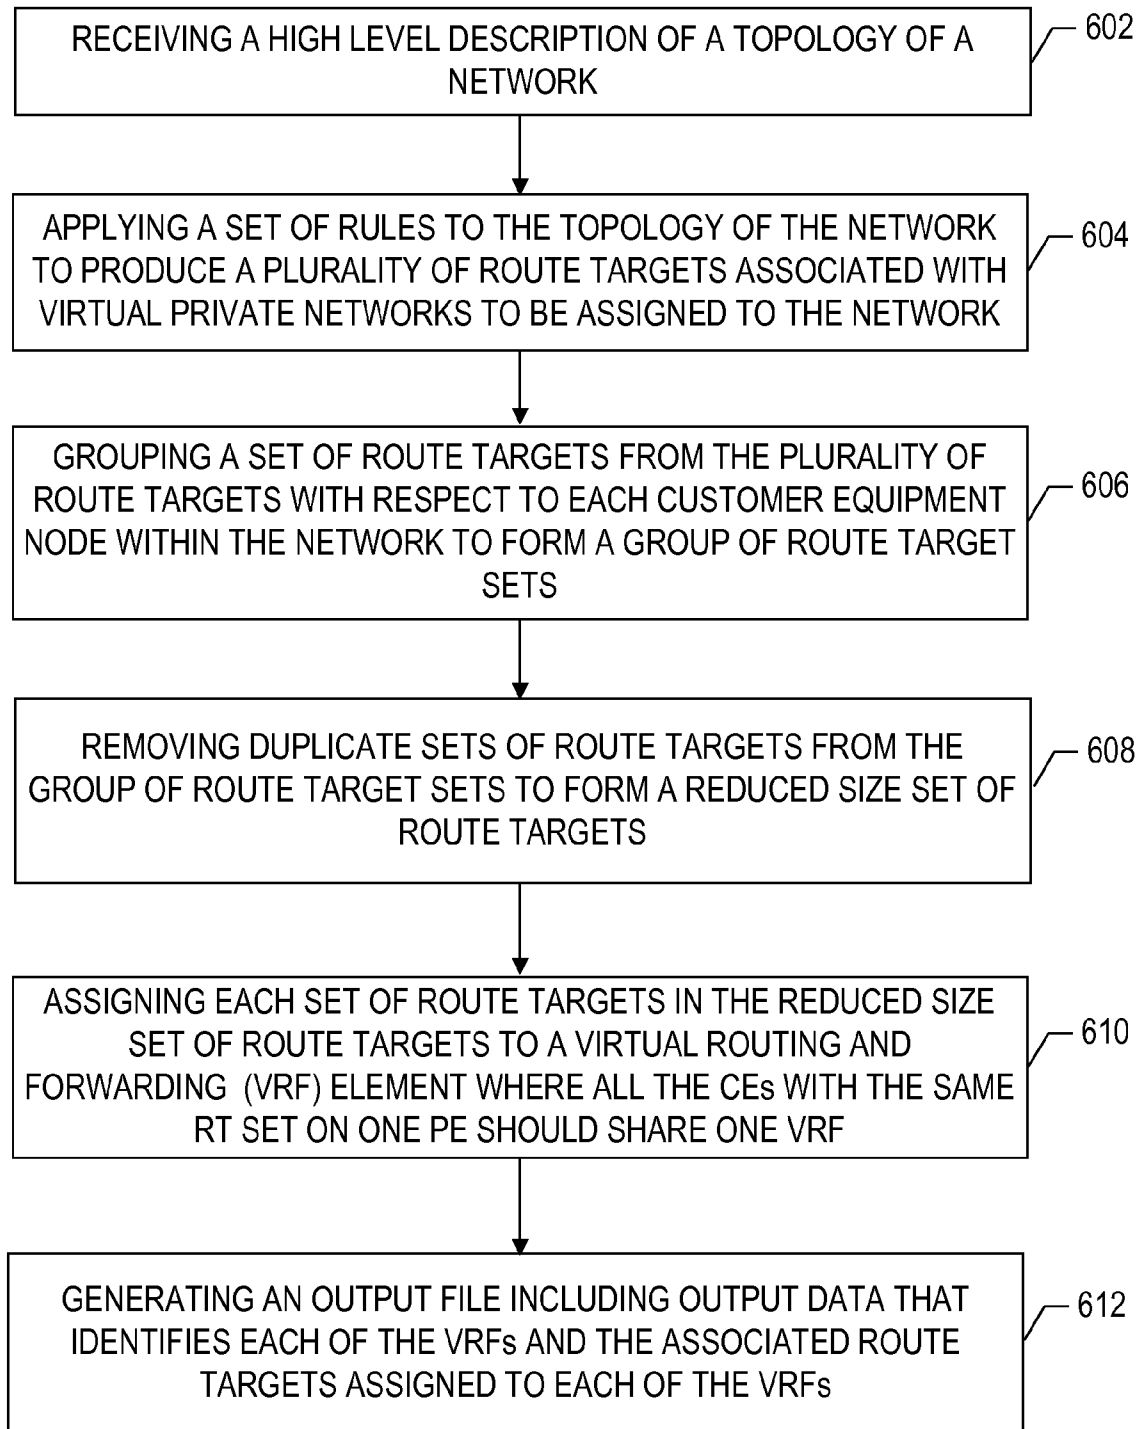 RECEIVING A HIGH LEVEL DESCRIPTION OF A TOPOLOGY OF A
NETWORK
602
APPLYING A SET OF RULES TO THE TOPOLOGY OF THE NETWORK
TO PRODUCE A PLURALITY OF ROUTE TARGETS ASSOCIATED WITH
VIRTUAL PRIVATE NETWORKS TO BE ASSIGNED TO THE NETWORK
604
GROUPING A SET OF ROUTE TARGETS FROM THE PLURALITY OF
ROUTE TARGETS WITH RESPECT TO EACH CUSTOMER EQUIPMENT
NODE WITHIN THE NETWORK TO FORM A GROUP OF ROUTE TARGET
SETS
606
REMOVING DUPLICATE SETS OF ROUTE TARGETS FROM THE
GROUP OF ROUTE TARGET SETS TO FORM A REDUCED SIZE SET OF
ROUTE TARGETS
608
ASSIGNING EACH SET OF ROUTE TARGETS IN THE REDUCED SIZE
SET OF ROUTE TARGETS TO A VIRTUAL ROUTING AND
FORWARDING (VRF) ELEMENT WHERE ALL THE CEs WITH THE SAME
RT SET ON ONE PE SHOULD SHARE ONE VRF
610
GENERATING AN OUTPUT FILE INCLUDING OUTPUT DATA THAT
IDENTIFIES EACH OF THE VRFs AND THE ASSOCIATED ROUTE
TARGETS ASSIGNED TO EACH OF THE VRFs
612